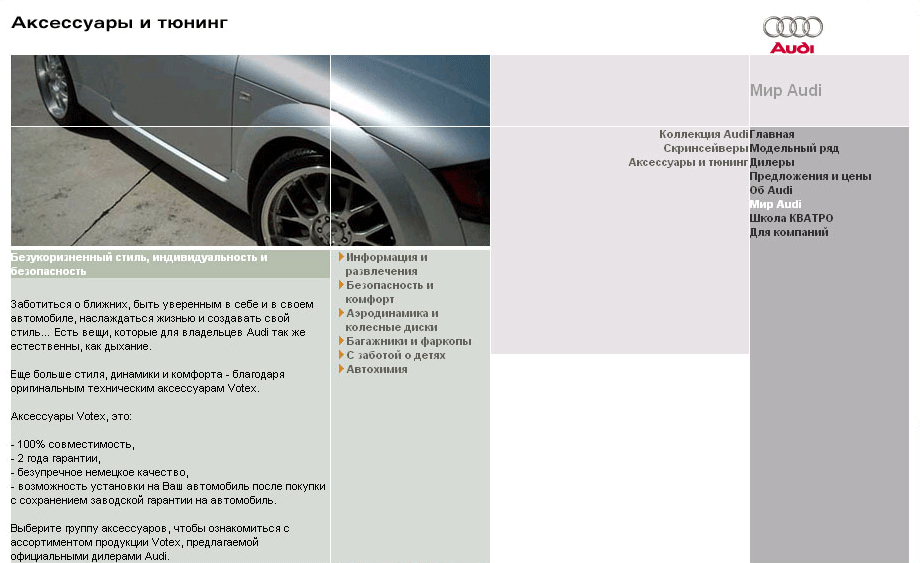 Аксессуары и тюнинг
Audi
Мир Audi
Коллекция Audi
Скринсейверы
Аксессуары и тюнинг
Главная
Модельный ряд
Дилеры
Предложения и цены
Об Audi
Мир Audi
Школа КВАТРО
Для компаний
Безукоризненный стиль, индивидуальность и
безопасность
Заботиться о ближних, быть уверенным в себе и в своем
автомобиле, наслаждаться жизнью и создавать свой
стиль... Есть вещи, которые для владельцев Audi так же
естественны, как дыхание.
Еще больше стиля, динамики и комфорта - благодаря
оригинальным техническим аксессуарам Votex.
Аксессуары Votex, это:
- 100% совместимость,
- 2 года гарантии,
- безупречное немецкое качество,
- возможность установки на Ваш автомобиль после покупки
с сохранением заводской гарантии на автомобиль.
Выберите группу аксессуаров, чтобы ознакомиться с
ассортиментом продукции Votex, предлагаемой
официальными дилерами Audi.
Информация и
развлечения
Безопасность и
комфорт
Аэродинамика и
колесные диски
Багажники и фаркопы
С заботой о детях
Автохимия